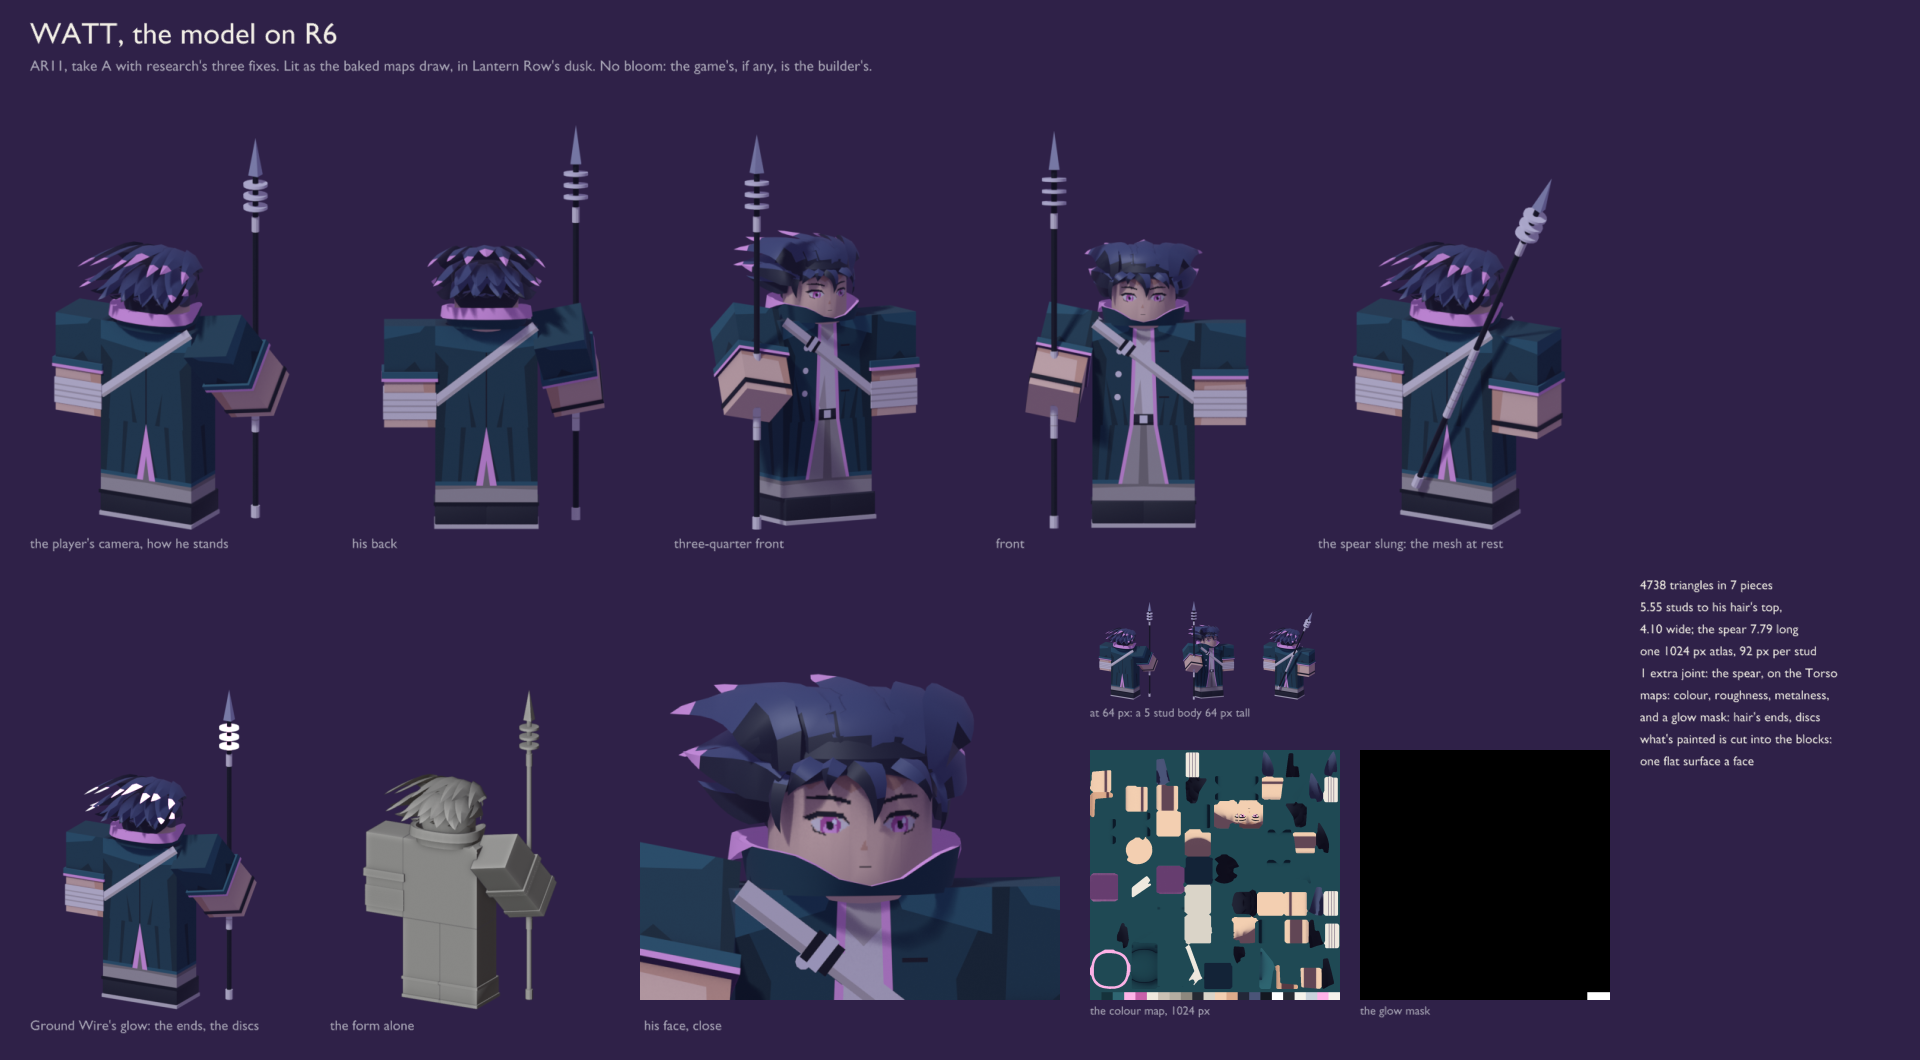 WATT, the model on R6
AR11, take A with research's three fixes. Lit as the baked maps draw, in Lantern Row's dusk. No bloom: the game's, if any, is the builder's.
the player's camera, how he stands
his back
three-quarter front
front
the spear slung: the mesh at rest
4738 triangles in 7 pieces
5.55 studs to his hair's top,
4.10 wide; the spear 7.79 long
one 1024 px atlas, 92 px per stud
1 extra joint: the spear, on the Torso
maps: colour, roughness, metalness,
and a glow mask: hair's ends, discs
what's painted is cut into the blocks:
one flat surface a face
at 64 px: a 5 stud body 64 px tall
the colour map, 1024 px
the glow mask
Ground Wire's glow: the ends, the discs
the form alone
his face, close